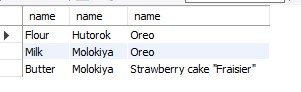 name name name
Flour Hutorok Oreo
Milk Molokiya Oreo
Butter Molokiya Strawberry cake "Fraisier"